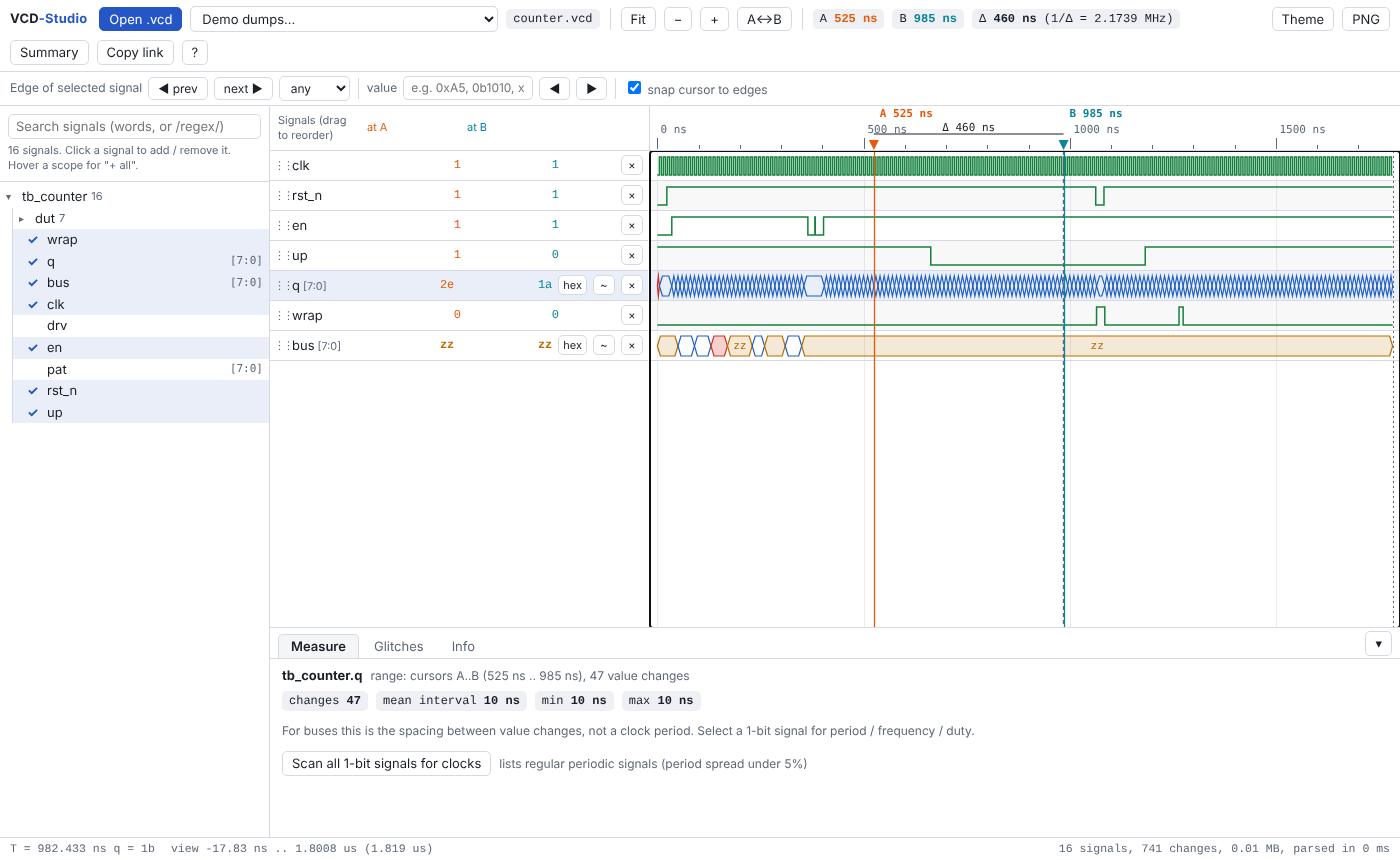 VCD-Studio Open .vcd Demo dumps... counter.vcd Fit − + A↔B A 525 ns B 985 ns Δ 460 ns (1/Δ = 2.1739 MHz) Theme PNG
Summary Copy link ?
Edge of selected signal ◀ prev next ▶ any value e.g. 0xA5, 0b1010, x ◀ ▶ snap cursor to edges
Search signals (words, or /regex/)
16 signals. Click a signal to add / remove it.
Hover a scope for "+ all".
▾ tb_counter 16
▸ dut 7
✓ wrap
✓ q [7:0]
✓ bus [7:0]
✓ clk
drv
✓ en
pat [7:0]
✓ rst_n
✓ up
Signals (drag
to reorder)
at A at B
A 525 ns B 985 ns
0 ns 500 ns Δ 460 ns 1000 ns 1500 ns
clk 1 1 ×
rst_n 1 1 ×
en 1 1 ×
up 1 0 ×
q [7:0] 2e 1a hex ~ ×
wrap 0 0 ×
bus [7:0] zz zz hex ~ × zz zz
Measure Glitches Info ▼
tb_counter.q range: cursors A..B (525 ns .. 985 ns), 47 value changes
changes 47 mean interval 10 ns min 10 ns max 10 ns
For buses this is the spacing between value changes, not a clock period. Select a 1-bit signal for period / frequency / duty.
Scan all 1-bit signals for clocks lists regular periodic signals (period spread under 5%)
T = 982.433 ns q = 1b view -17.83 ns .. 1.8008 us (1.819 us) 16 signals, 741 changes, 0.01 MB, parsed in 0 ms